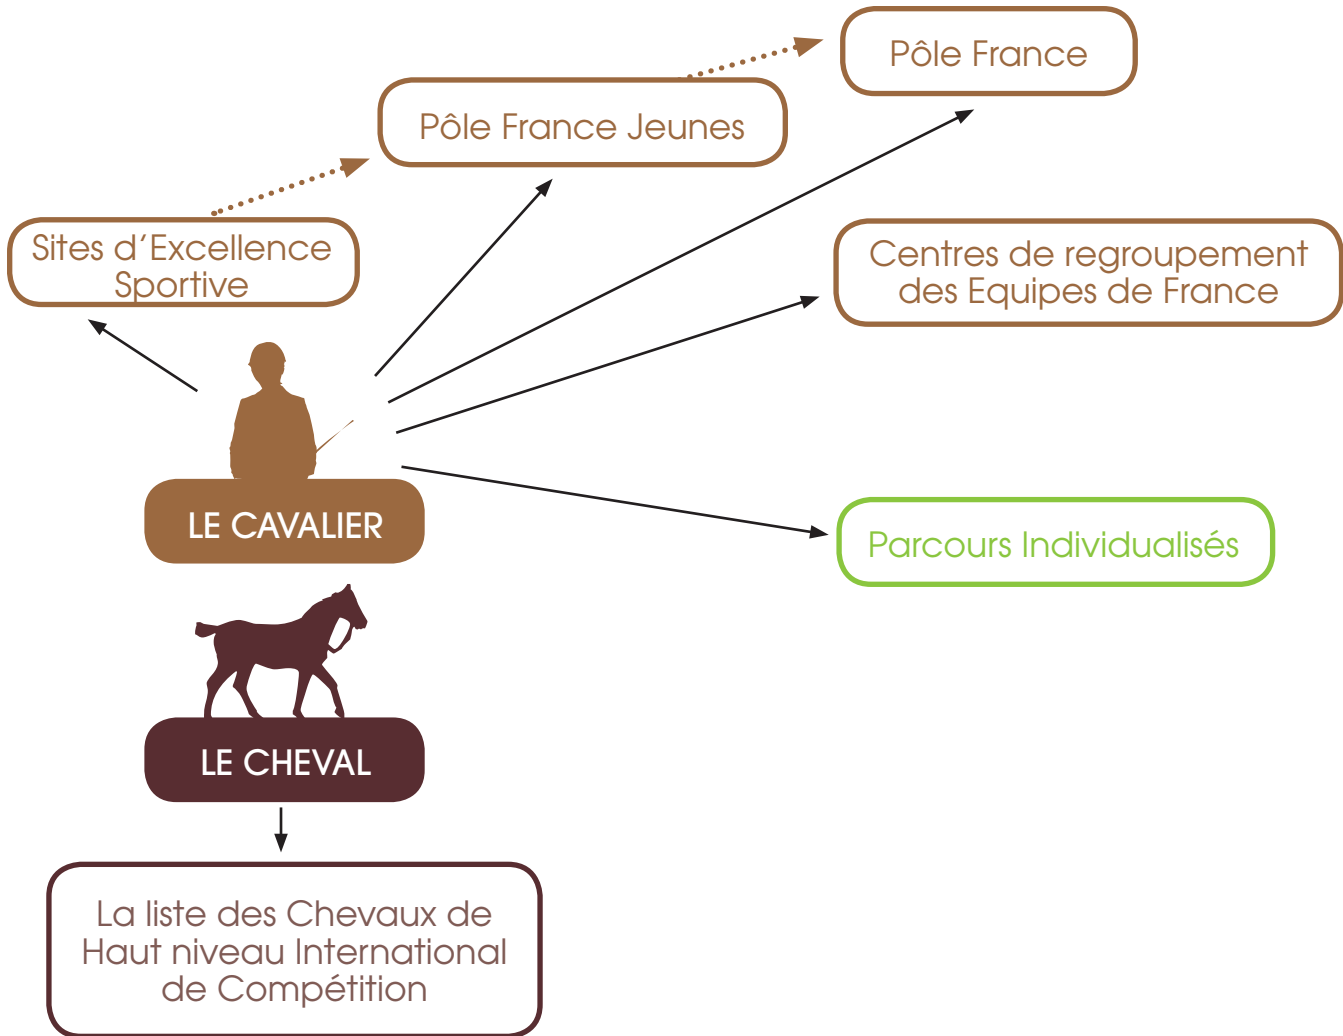 Pôle France
Pôle France Jeunes
Sites d'Excellence
Sportive
Centres de regroupement
des Equipes de France
LE CAVALIER
Parcours Individualisés
LE CHEVAL
La liste des Chevaux de
Haut niveau International
de Compétition